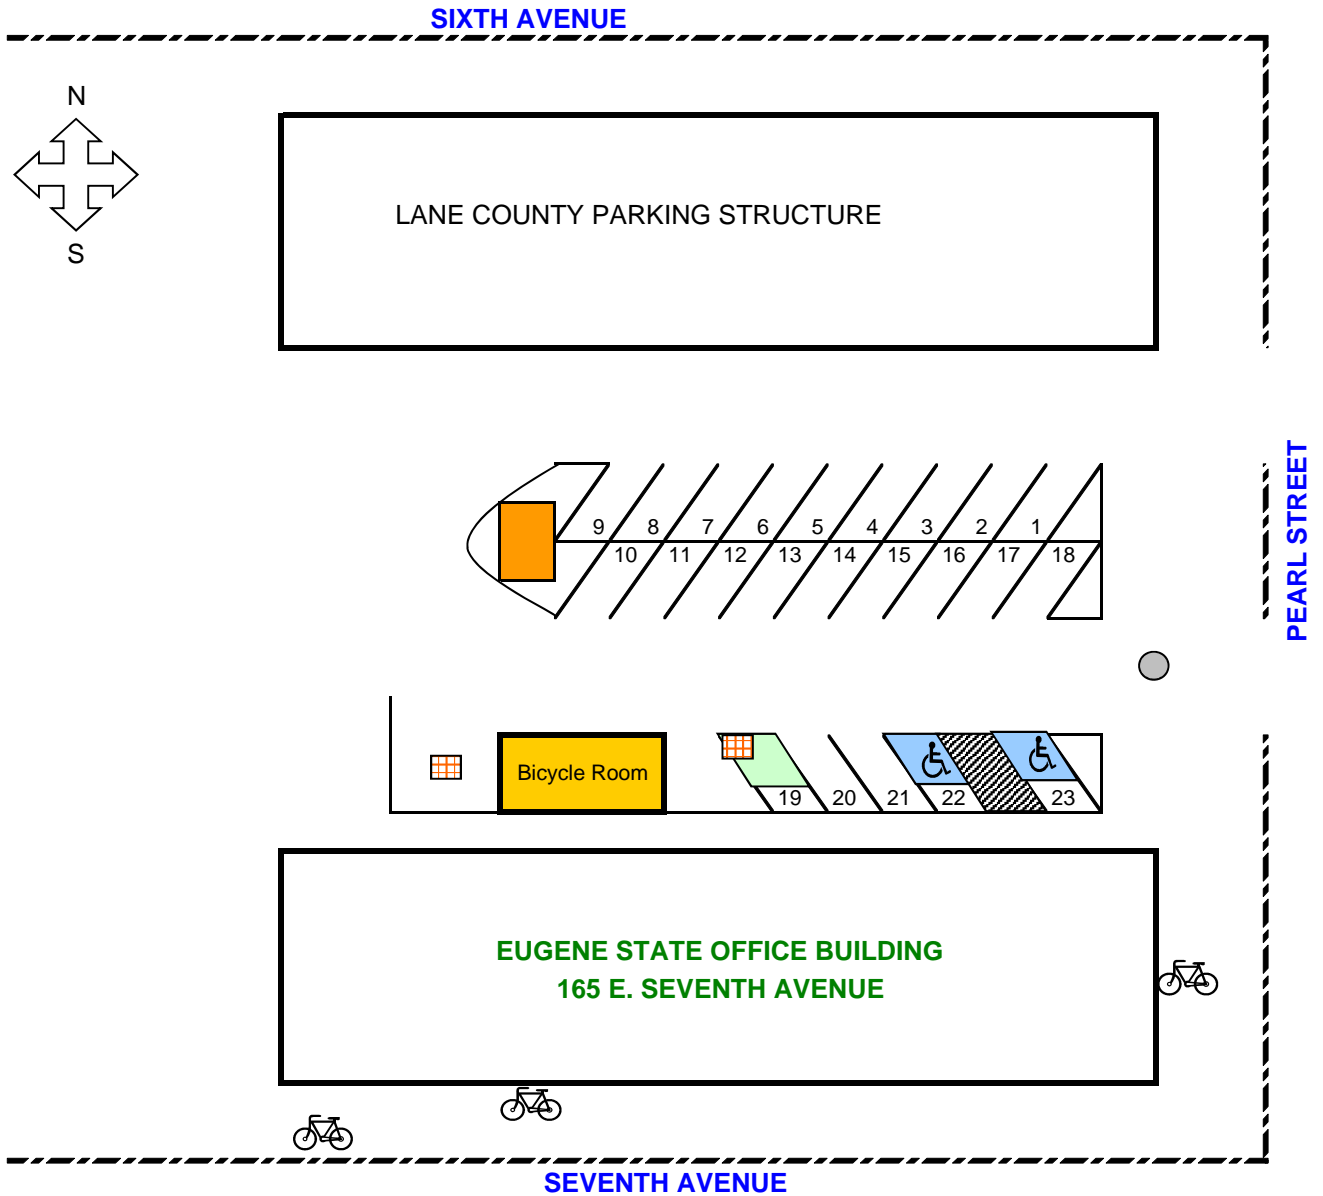 SIXTH AVENUE
N
S
LANE COUNTY PARKING STRUCTURE
PEARL STREET
9 8 7 6 5 4 3 2 1
10 11 12 13 14 15 16 17 18
Bicycle Room
19 20 21 22 23
EUGENE STATE OFFICE BUILDING
165 E. SEVENTH AVENUE
SEVENTH AVENUE